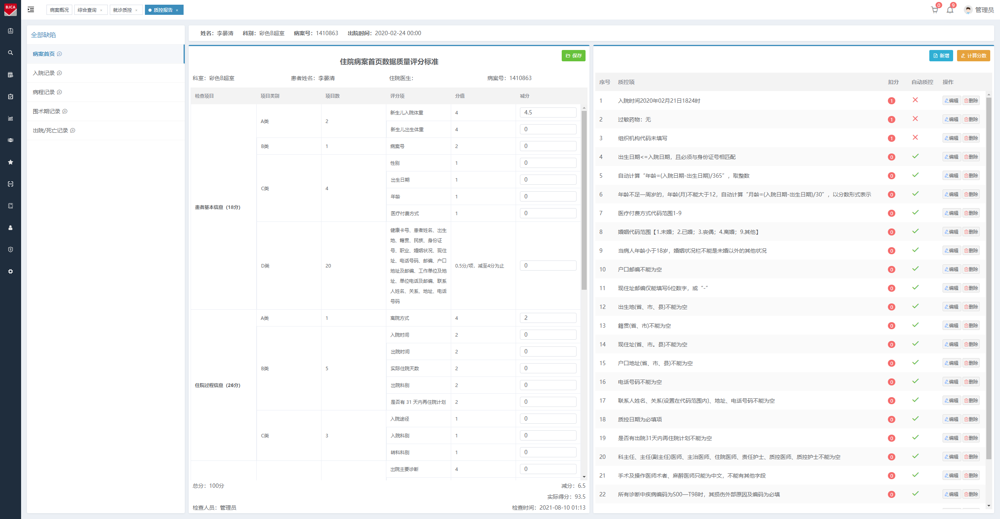 BJCA
病案概况
综合查询 ×
就诊质控 ×
质控报告 ×
0
9
管理员
全部缺陷
病案首页
入院记录
病程记录
围术期记录
出院/死亡记录
姓名：李晏清 科别：彩色B超室 病案号：1410863 出院时间：2020-02-24 00:00
住院病案首页数据质量评分标准
保存
科室：彩色B超室 患者姓名：李晏清 住院医生： 病案号：1410863
检查项目 项目类别 项目数 评分项 分值 减分
患者基本信息（18分）
A类 2 新生儿入院体重 4 4.5
新生儿出生体重 4 0
B类 1 病案号 2 0
C类 4 性别 1 0
出生日期 1 0
年龄 1 0
医疗付费方式 1 0
D类 20
健康卡号、患者姓名、出生
地、籍贯、民族、身份证
号、职业、婚姻状况、现住
址、电话号码、邮编、户口
地址及邮编、工作单位及地
址、单位电话及邮编、联系
人姓名、关系、地址、电话
号码
0.5分/项，减至4分为止 0
住院过程信息（26分）
A类 1 离院方式 4 2
B类 5 入院时间 2 0
出院时间 2 0
实际住院天数 2 0
出院科别 2 0
是否有 31 天内再住院计划 2 0
C类 3 入院途径 1 0
入院科别 1 0
转科科别 1 0
出院主要诊断 4 0
总分：100分 减分：6.5
实际得分：93.5
检查人员：管理员 检查时间：2021-08-10 01:13
新增 计算分数
序号 质控项 扣分 自动质控 操作
1 入院时间2020年02月21日1824时 1 编辑 删除
2 过敏药物：无 1 编辑 删除
3 组织机构代码未填写 1 编辑 删除
4 出生日期<=入院日期，且必须与身份证号相匹配 0 编辑 删除
5 自动计算“年龄=(入院日期-出生日期)/365”，取整数 0 编辑 删除
6 年龄不足一周岁的，年龄(月)不能大于12，自动计算“月龄=(入院日期-出生日期)/30”，以分数形式表示 0 编辑 删除
7 医疗付费方式代码范围1-9 0 编辑 删除
8 婚姻代码范围【1.未婚；2.已婚；3.丧偶；4.离婚；9.其他】 0 编辑 删除
9 当病人年龄小于18岁，婚姻状况栏不能是未婚以外的其他状况 0 编辑 删除
10 户口邮编不能为空 0 编辑 删除
11 现住址邮编仅能填写6位数字，或“-” 0 编辑 删除
12 出生地(省、市、县)不能为空 0 编辑 删除
13 籍贯(省、市)不能为空 0 编辑 删除
14 现住址(省、市。县)不能为空 0 编辑 删除
15 户口地址(省、市、县)不能为空 0 编辑 删除
16 电话号码不能为空 0 编辑 删除
17 联系人姓名、关系(设置在代码范围内)、地址、电话号码不能为空 0 编辑 删除
18 质控日期为必填项 0 编辑 删除
19 是否有出院31天内再住院计划不能为空 0 编辑 删除
20 科主任、主任(副主任)医师、主治医师、住院医师、责任护士、质控医师、质控护士不能为空 0 编辑 删除
21 手术及操作医师术者、麻醉医师只能为中文，不能有其他字段 0 编辑 删除
22 所有诊断中疾病编码为S00—T98时，其损伤外部原因及编码为必填 0 编辑 删除